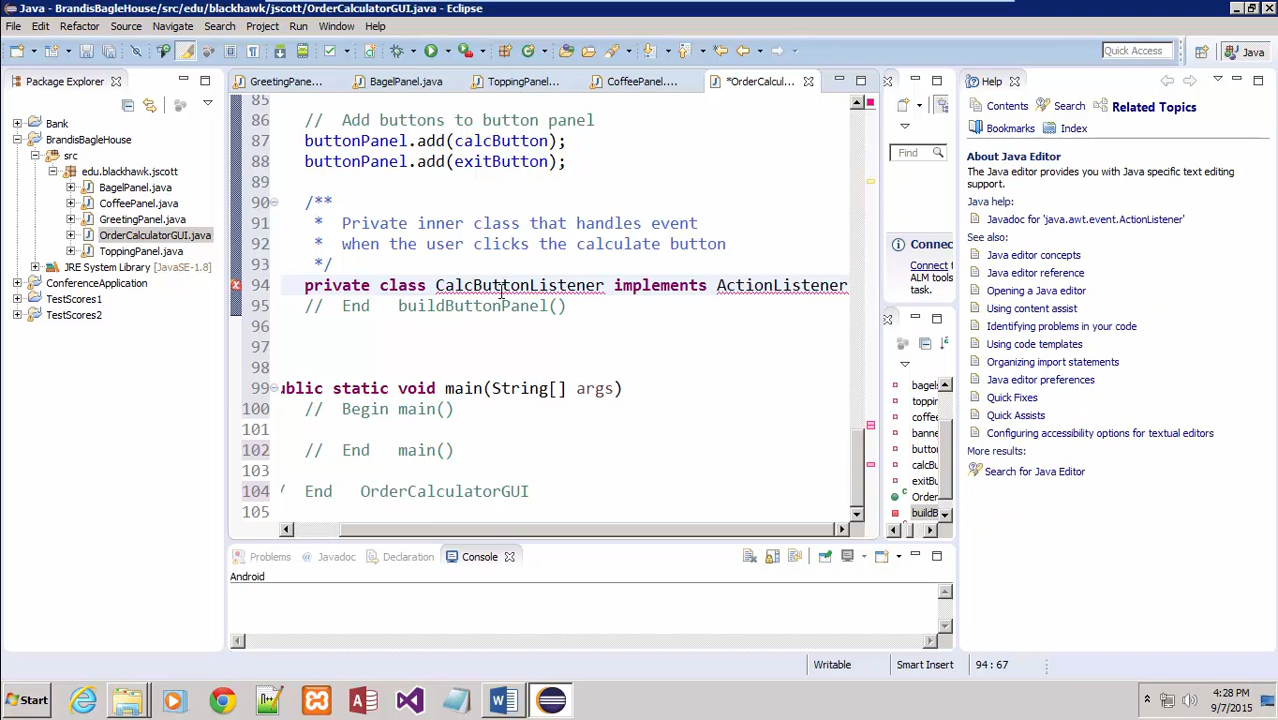 Java - BrandisBagleHouse/src/edu/blackhawk/jscott/OrderCalculatorGUI.java - Eclipse
File Edit Refactor Source Navigate Search Project Run Window Help
Quick Access Java
Package Explorer
Bank
BrandisBagleHouse
src
edu.blackhawk.jscott
BagelPanel.java
CoffeePanel.java
GreetingPanel.java
OrderCalculatorGUI.java
ToppingPanel.java
JRE System Library [JavaSE-1.8]
ConferenceApplication
TestScores1
TestScores2
GreetingPane... BagelPanel.java ToppingPanel.... CoffeePanel.... *OrderCalcul...
85
86 // Add buttons to button panel
87 buttonPanel.add(calcButton);
88 buttonPanel.add(exitButton);
89
90 /**
91 * Private inner class that handles event
92 * when the user clicks the calculate button
93 */
94 private class CalcButtonListener implements ActionListener
95 // End buildButtonPanel()
96
97
98
99 ublic static void main(String[] args)
100 // Begin main()
101
102 // End main()
103
104 / End OrderCalculatorGUI
105
Find
Connec
Connect to your
ALM tools
bagels
toppin
coffee
banne
button
calcBu
exitBu
Order
buildB
Help
Contents Search Related Topics
Bookmarks Index
About Java Editor
The Java editor provides you with Java specific text editing
support.
Java help:
Javadoc for 'java.awt.event.ActionListener'
See also:
Java editor concepts
Java editor reference
Opening a Java editor
Using content assist
Identifying problems in your code
Using code templates
Organizing import statements
Java editor preferences
Quick Fixes
Quick Assists
Configuring accessibility options for textual editors
More results:
Search for Java Editor
Problems Javadoc Declaration Console
Android
Writable Smart Insert 94 : 67
Start
4:28 PM
9/7/2015